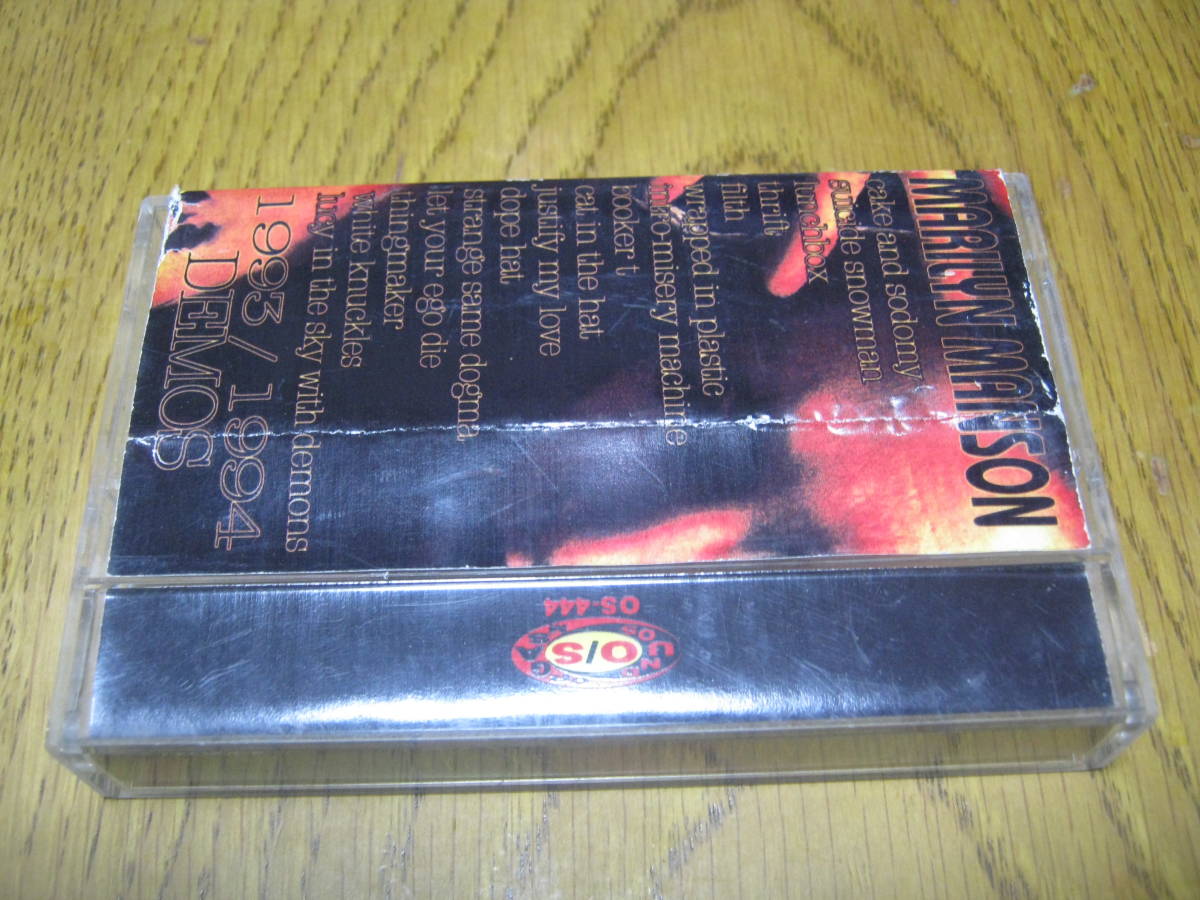 MARILYN MANSON
cake and sodomy
suicide snowman
lunchbox
thrift
filth
wrapped in plastic
intro misery machine
booker t
cat in the hat
justify my love
dope hat
strange same dogma
let your ego die
thingmaker
white knuckles
lucy in the sky with demons
1993/1994
DEMOS
OS-444
O/S